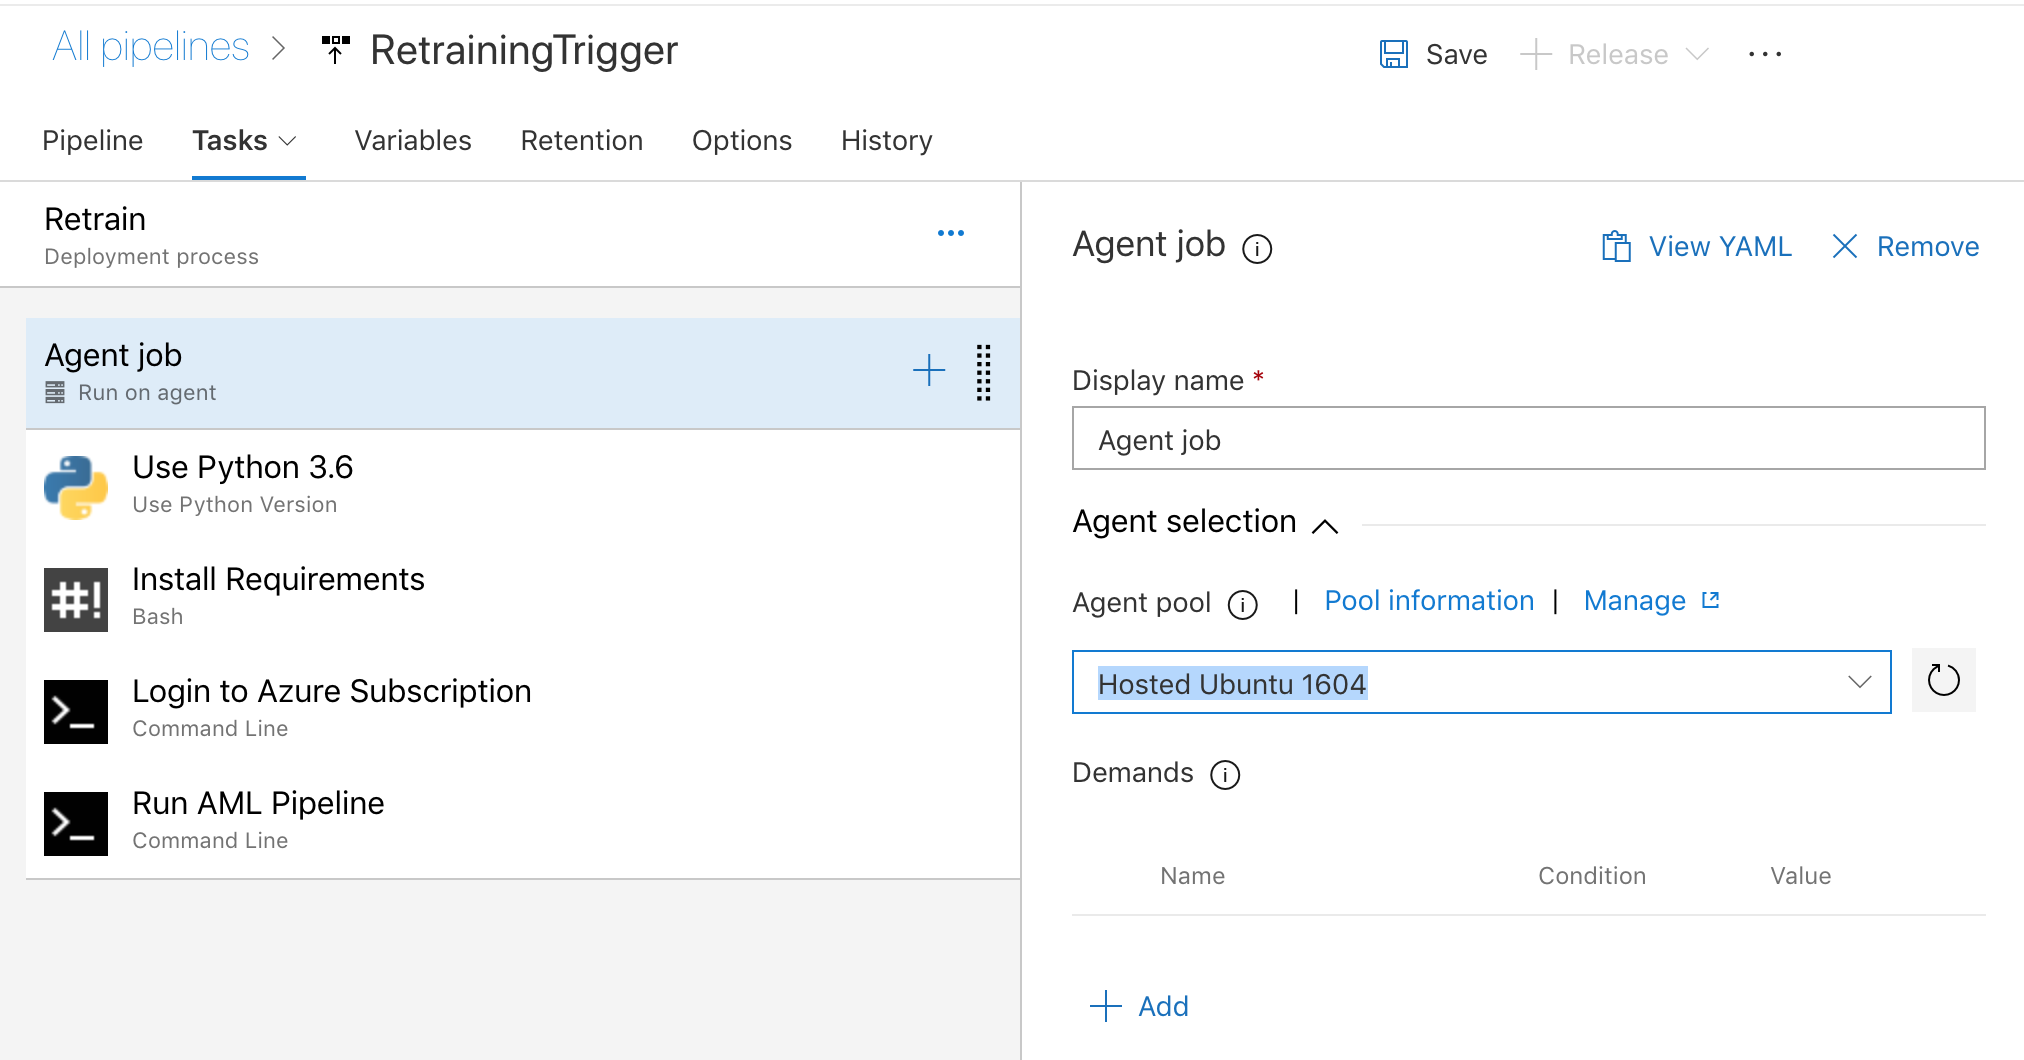 All pipelines > RetrainingTrigger
Save
Release
Pipeline
Tasks
Variables
Retention
Options
History
Retrain
Deployment process
Agent job
Run on agent
Use Python 3.6
Use Python Version
#!
Install Requirements
Bash
>_
Login to Azure Subscription
Command Line
>_
Run AML Pipeline
Command Line
Agent job
View YAML
Remove
Display name *
Agent job
Agent selection
Agent pool | Pool information | Manage
Hosted Ubuntu 1604
Demands
Name Condition Value
Add